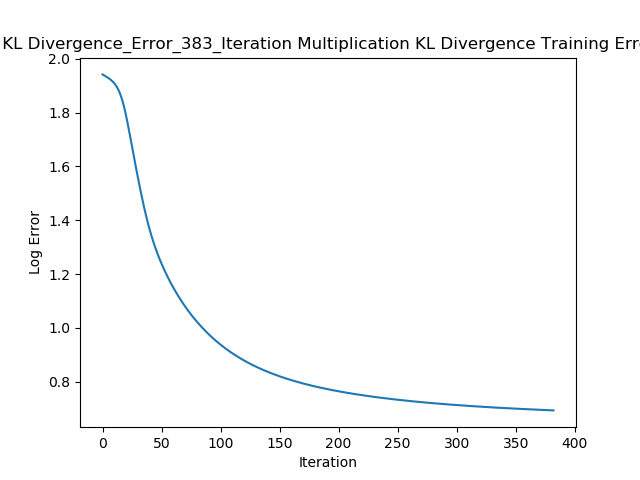 KL Divergence_Error_383_Iteration Multiplication KL Divergence Training Err
2.0
1.8
1.6
1.4
1.2
1.0
0.8
Log Error
0 50 100 150 200 250 300 350 400
Iteration